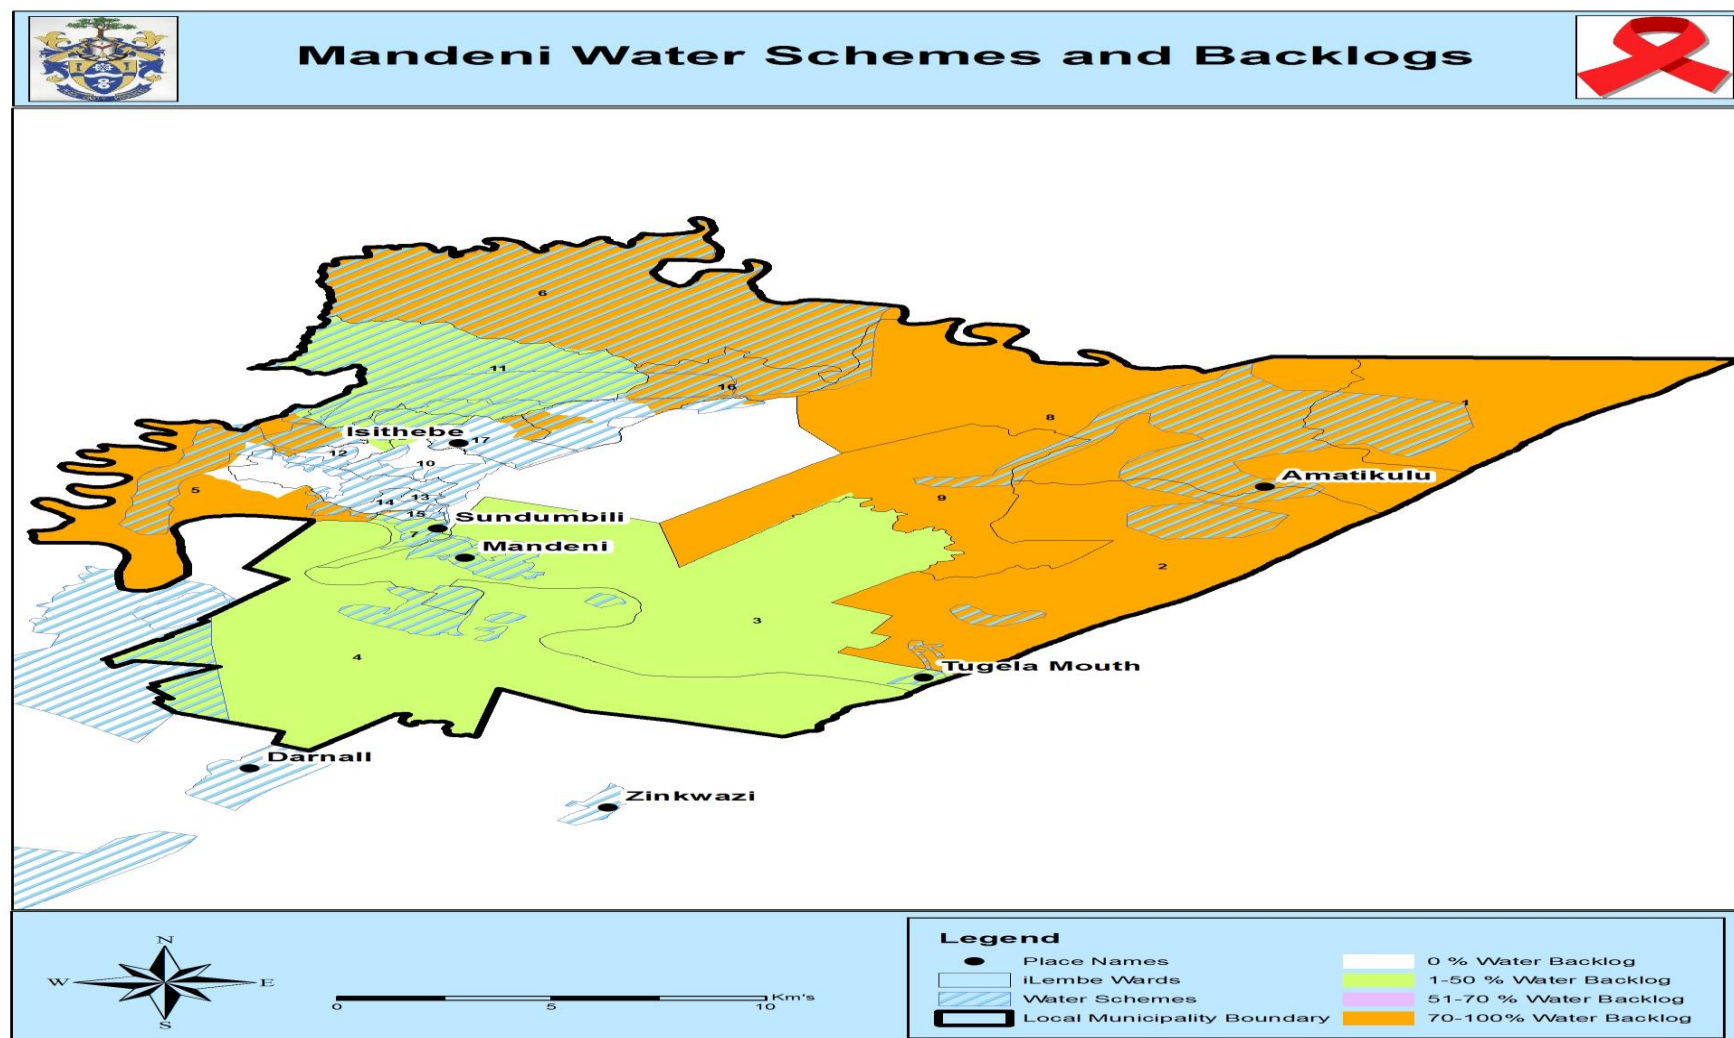 Mandeni Water Schemes and Backlogs
6
11
16
8
1
Isithebe
17
12
10
Amatikulu
5
13
14
9
15
Sundumbili
7
Mandeni
2
3
4
Tugela Mouth
Darnall
Zinkwazi
N
W
E
S
Km's
0
5
10
Legend
Place Names
iLembe Wards
Water Schemes
Local Municipality Boundary
0 % Water Backlog
1-50 % Water Backlog
51-70 % Water Backlog
70-100% Water Backlog